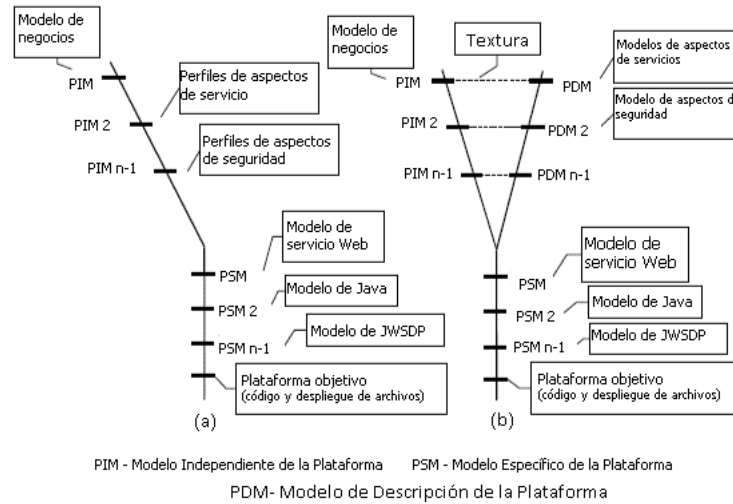 Modelo de
negocios
PIM
Perfiles de aspectos
de servicio
PIM 2
Perfiles de aspectos
de seguridad
PIM n-1
Modelo de
servicio Web
PSM
Modelo de Java
PSM 2
Modelo de JWSDP
PSM n-1
Plataforma objetivo
(código y despliegue de archivos)
(a)
Modelo de
negocios
Textura
Modelos de aspectos
de servicios
PIM
PDM
Modelo de aspectos de
seguridad
PIM 2
PDM 2
PIM n-1
PDM n-1
Modelo de
servicio Web
PSM
Modelo de Java
PSM 2
Modelo de JWSDP
PSM n-1
Plataforma objetivo
(código y despliegue de archivos)
(b)
PIM - Modelo Independiente de la Plataforma PSM - Modelo Específico de la Plataforma
PDM- Modelo de Descripción de la Plataforma